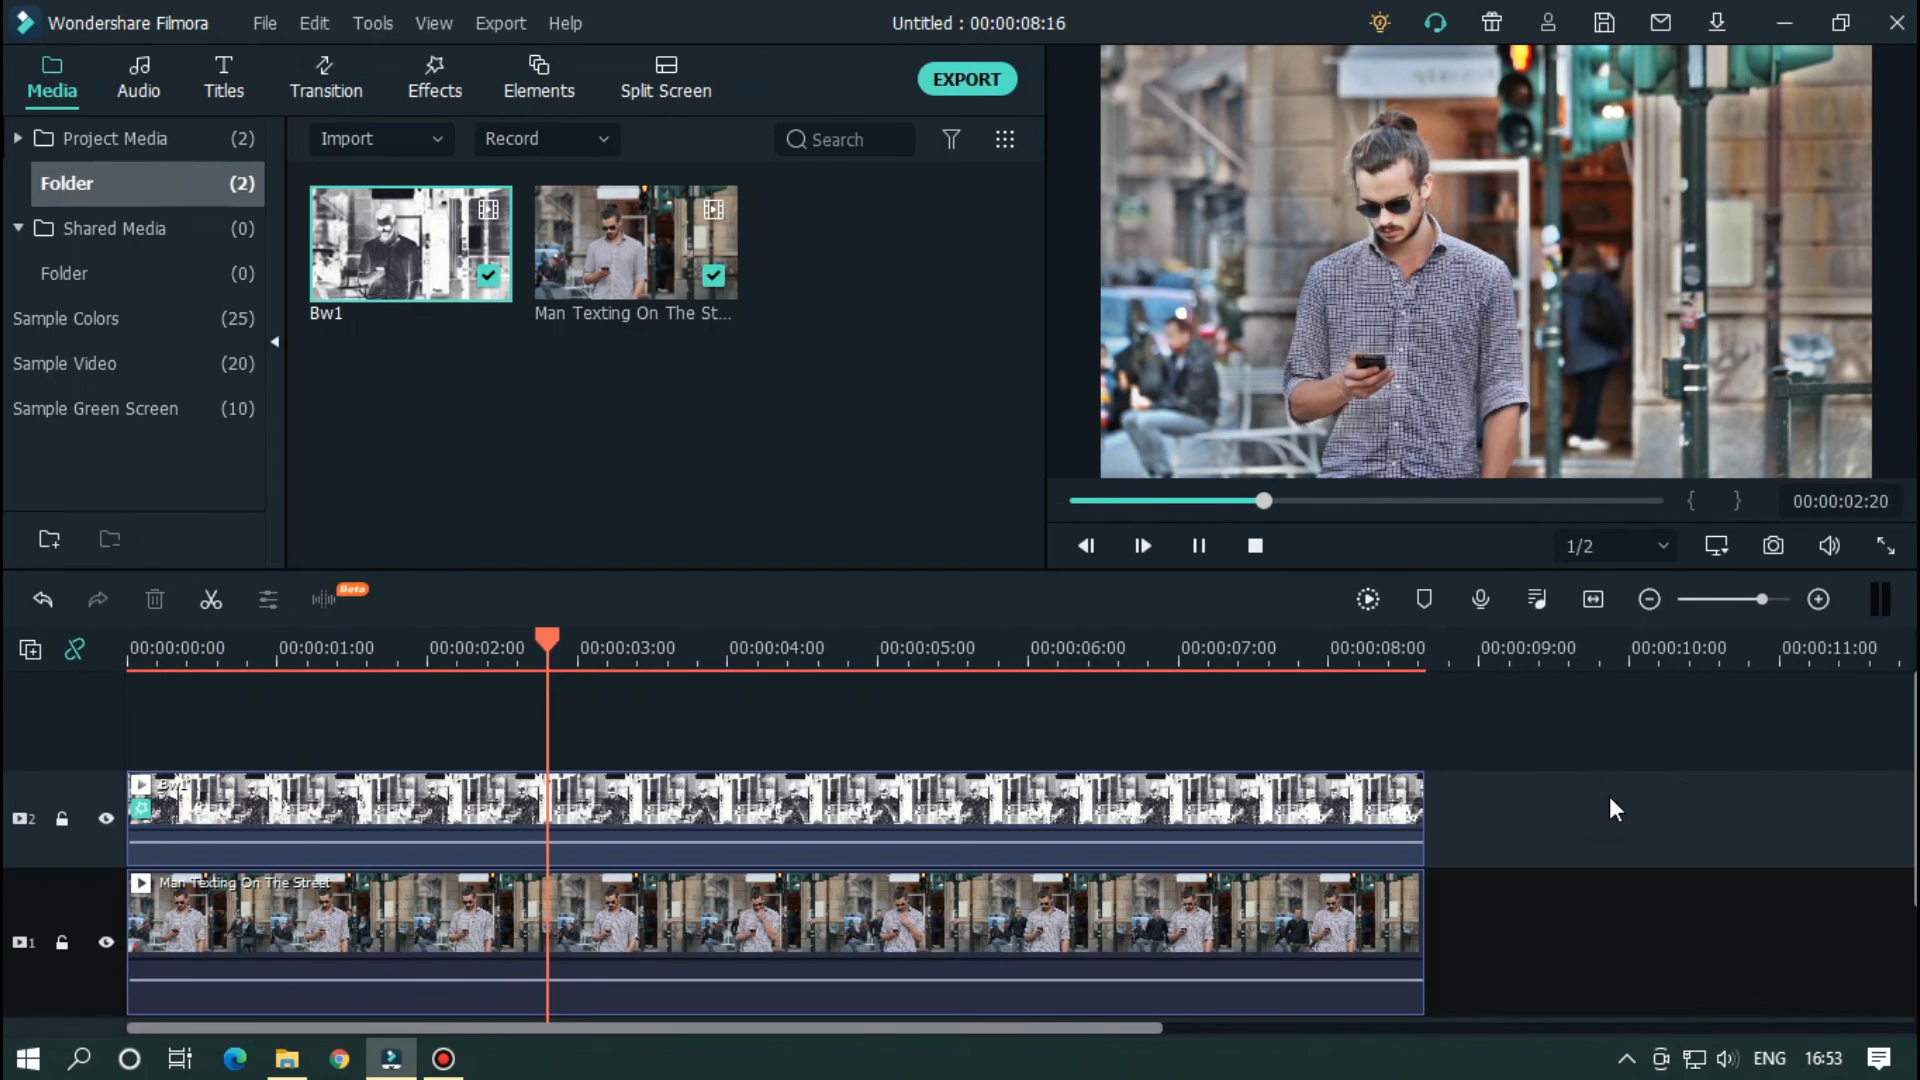 Wondershare Filmora File Edit Tools View Export Help Untitled : 00:00:08:16
Media Audio Titles Transition Effects Elements Split Screen EXPORT
Project Media (2)
Folder (2)
Shared Media (0)
Folder (0)
Sample Colors (25)
Sample Video (20)
Sample Green Screen (10)
Import Record Search
Bw1 Man Texting On The St...
{ } 00:00:02:20
1/2
Beta
00:00:00:00 00:00:01:00 00:00:02:00 00:00:03:00 00:00:04:00 00:00:05:00 00:00:06:00 00:00:07:00 00:00:08:00 00:00:09:00 00:00:10:00 00:00:11:00
Bw1
2
Man Texting On The Street
1
ENG 16:53